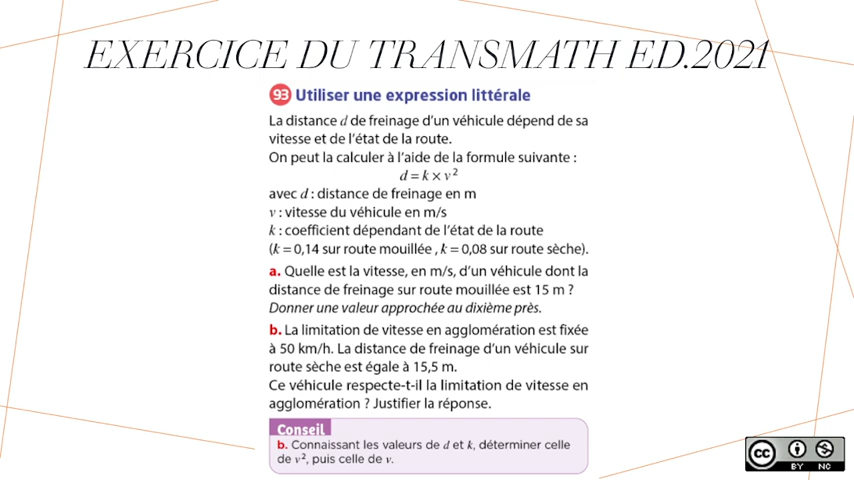 EXERCICE DU TRANSMATH ED.2021
93 Utiliser une expression littérale
La distance d de freinage d'un véhicule dépend de sa
vitesse et de l'état de la route.
On peut la calculer à l'aide de la formule suivante :
d = k × v²
avec d : distance de freinage en m
v : vitesse du véhicule en m/s
k : coefficient dépendant de l'état de la route
(k = 0,14 sur route mouillée , k = 0,08 sur route sèche).
a. Quelle est la vitesse, en m/s, d'un véhicule dont la
distance de freinage sur route mouillée est 15 m ?
Donner une valeur approchée au dixième près.
b. La limitation de vitesse en agglomération est fixée
à 50 km/h. La distance de freinage d'un véhicule sur
route sèche est égale à 15,5 m.
Ce véhicule respecte-t-il la limitation de vitesse en
agglomération ? Justifier la réponse.
Conseil
b. Connaissant les valeurs de d et k, déterminer celle
de v², puis celle de v.
cc
BY NC